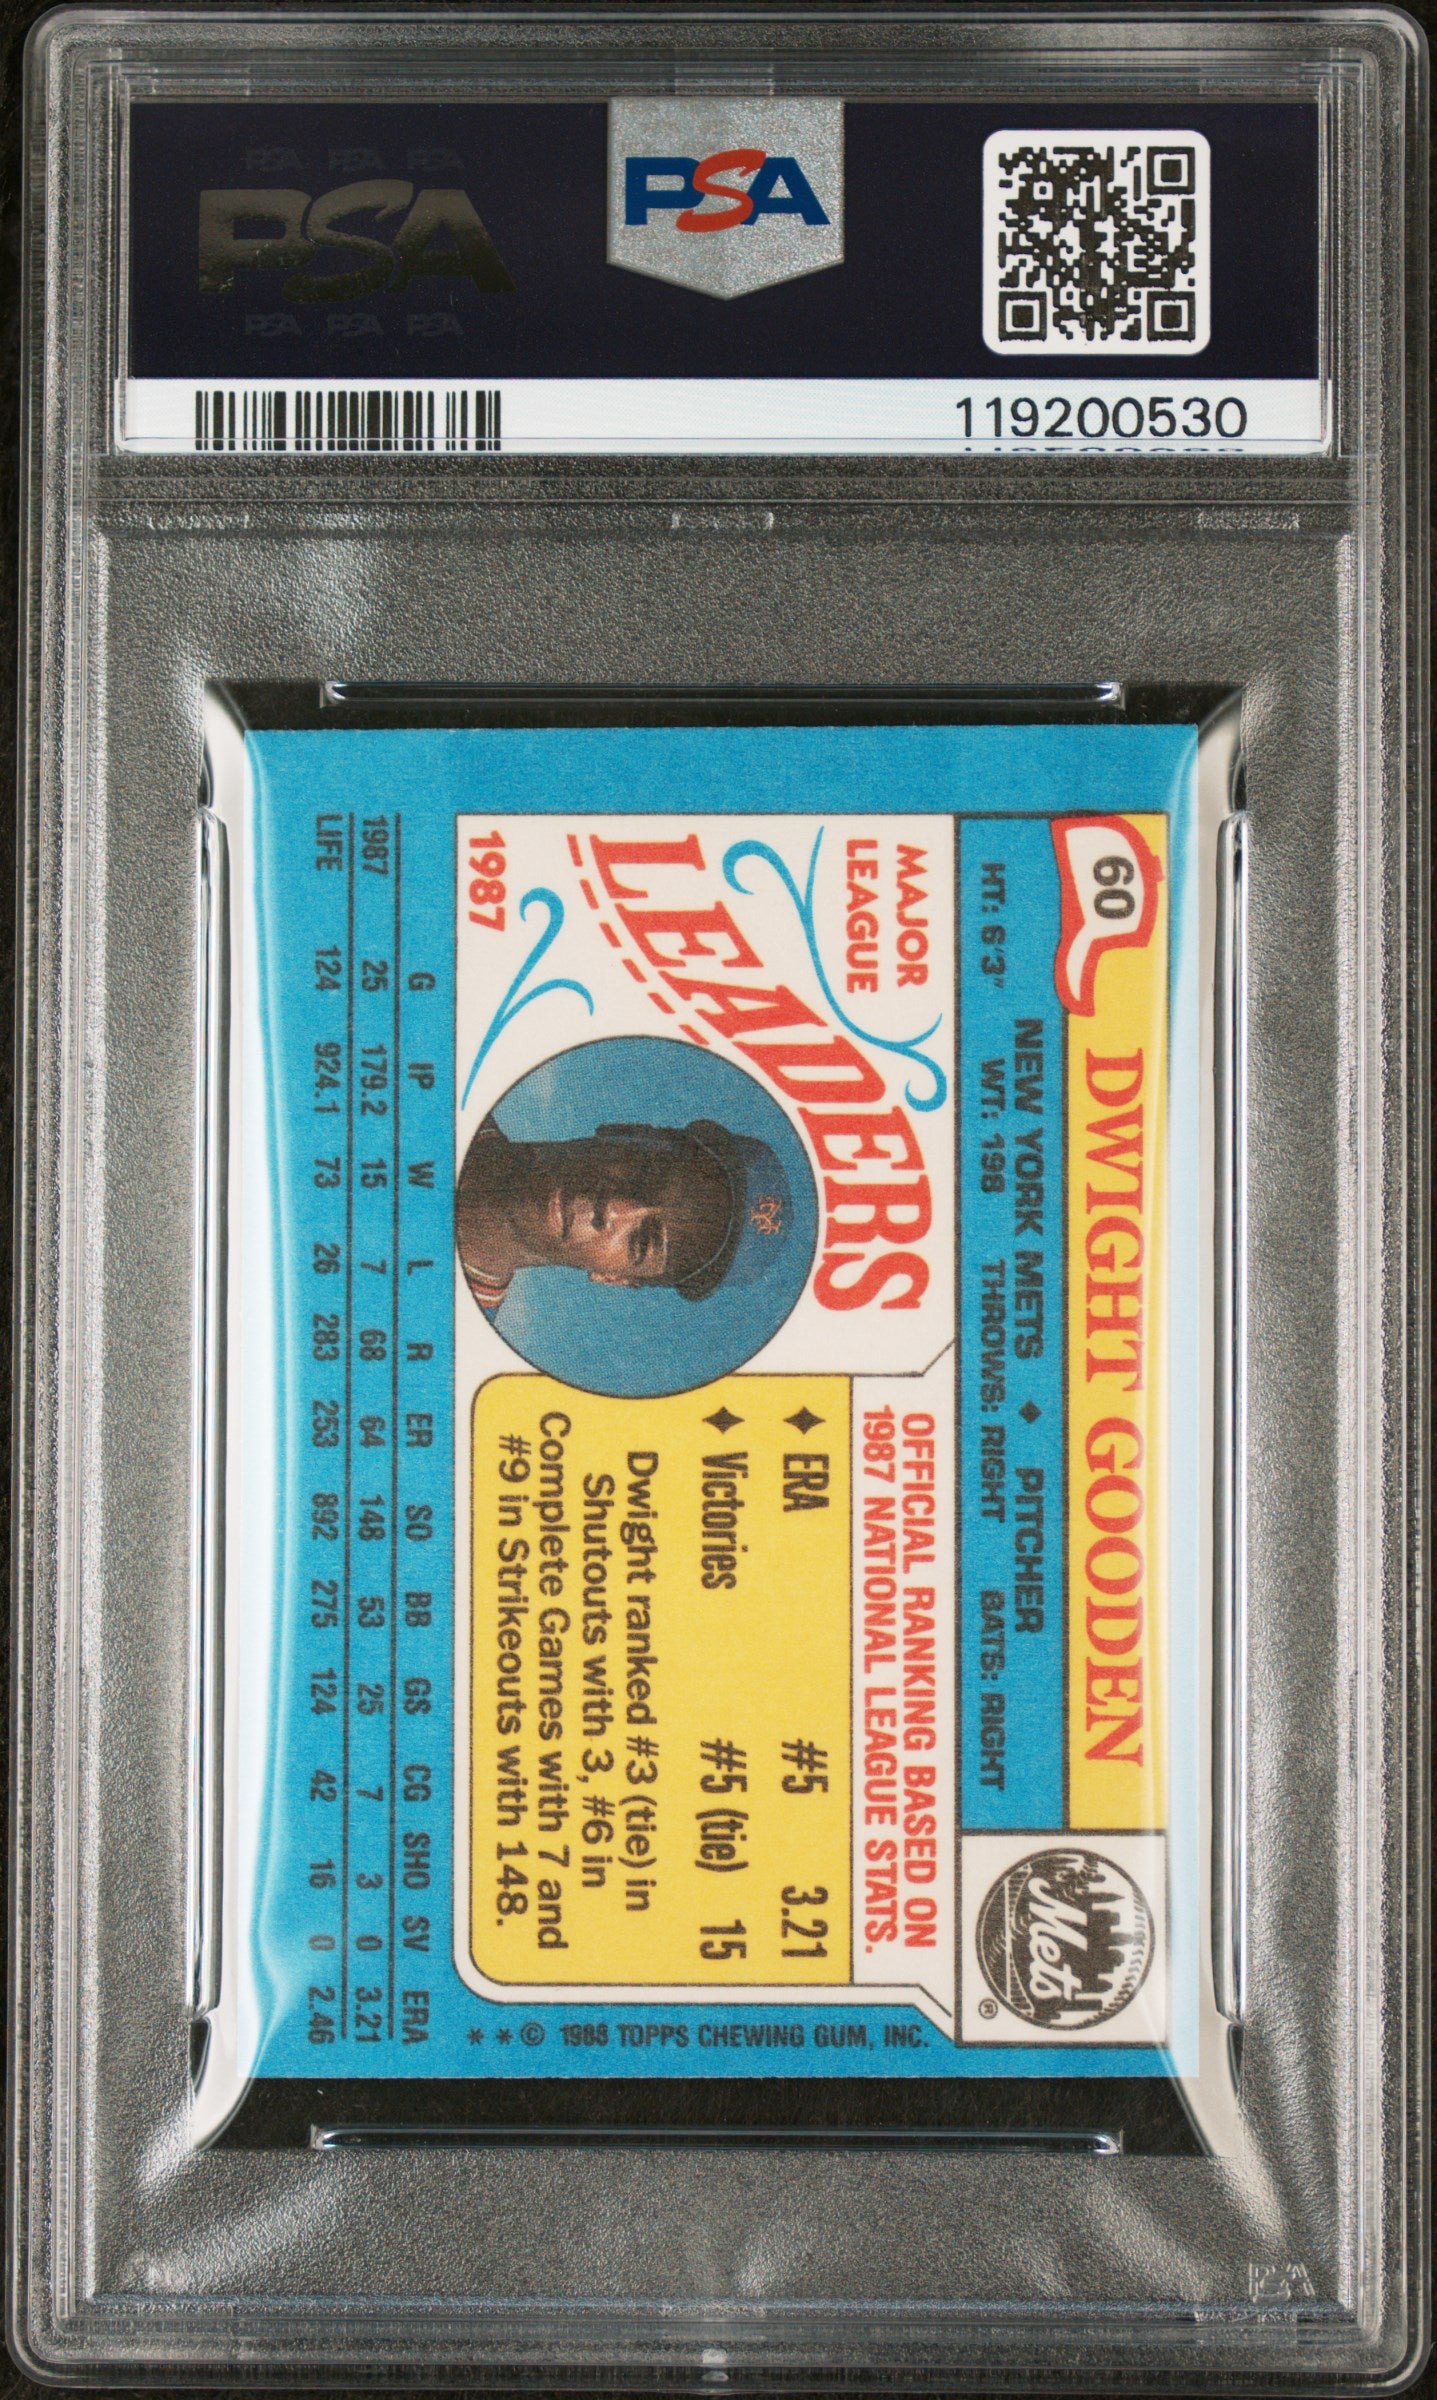 PSA PSA PSA
PSA
PSA PSA PSA
PSA
119200530
60
DWIGHT GOODEN
NEW YORK METS ♦ PITCHER
HT: 6'3" WT: 198 THROWS: RIGHT BATS: RIGHT
Mets
®
MAJOR
LEAGUE
LEADERS
1987
OFFICIAL RANKING BASED ON
1987 NATIONAL LEAGUE STATS.
ERA #5 3.21
Victories #5 (tie) 15
Dwight ranked #3 (tie) in
Shutouts with 3, #6 in
Complete Games with 7 and
#9 in Strikeouts with 148.
* * © 1988 TOPPS CHEWING GUM, INC.
G IP W L R ER SO BB GS CG SHO SV ERA
1987 25 179.2 15 7 68 64 148 53 25 7 3 0 3.21
LIFE 124 924.1 73 26 283 253 892 275 124 42 16 0 2.46
PSA